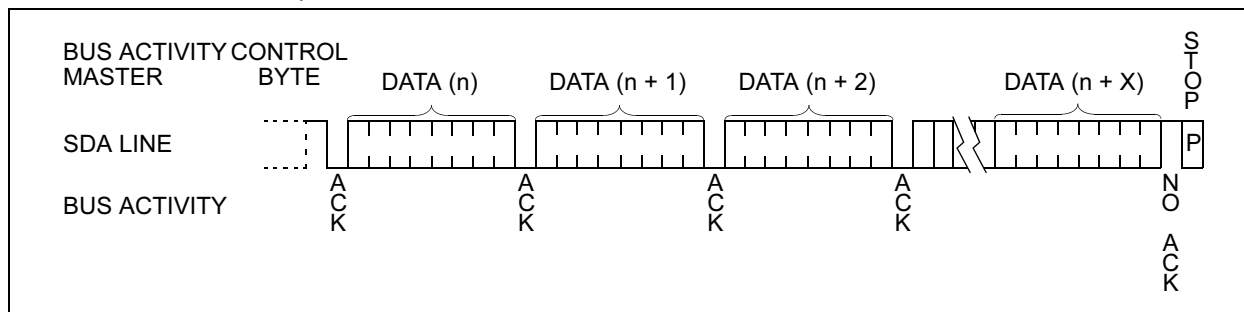 BUS ACTIVITY CONTROL
MASTER BYTE DATA (n) DATA (n + 1) DATA (n + 2) DATA (n + X) STOP
SDA LINE P
BUS ACTIVITY ACK ACK ACK ACK NO ACK